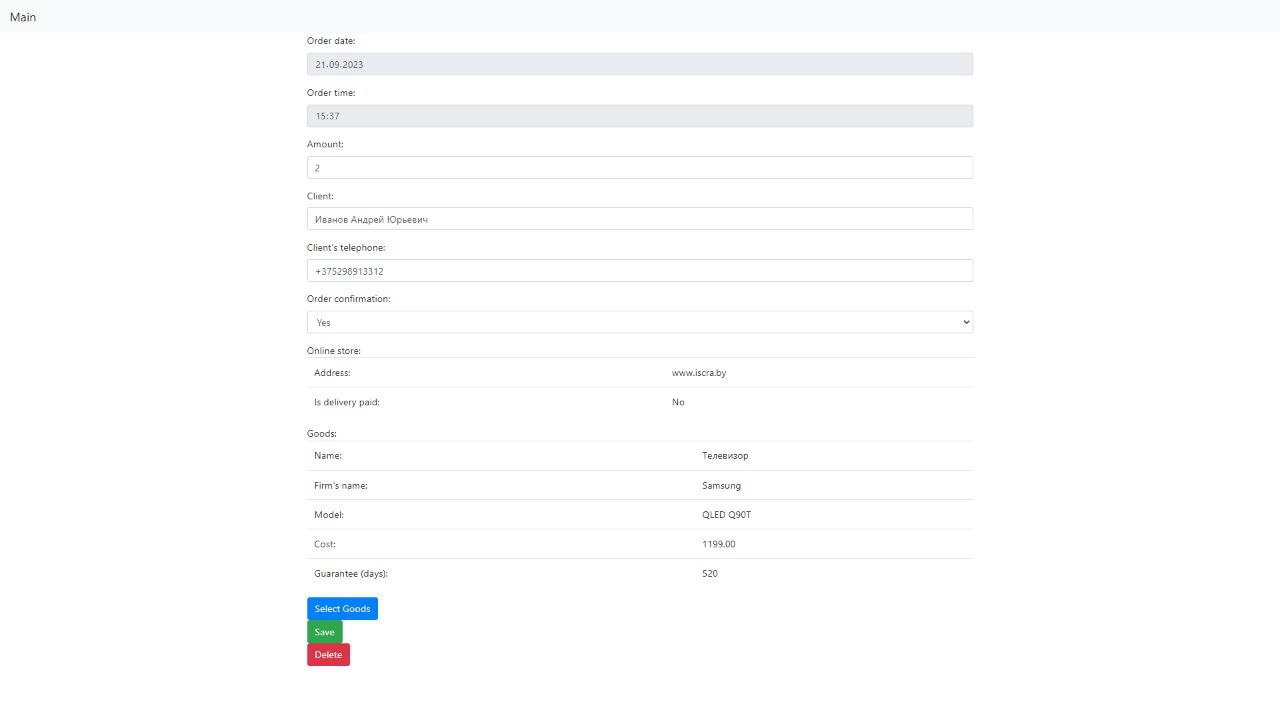 Main
Order date:
21.09.2023
Order time:
15:37
Amount:
2
Client:
Иванов Андрей Юрьевич
Client's telephone:
+375298913312
Order confirmation:
Yes
Online store:
Address: www.iscra.by
Is delivery paid: No
Goods:
Name: Телевизор
Firm's name: Samsung
Model: QLED Q90T
Cost: 1199.00
Guarantee (days): 520
Select Goods
Save
Delete